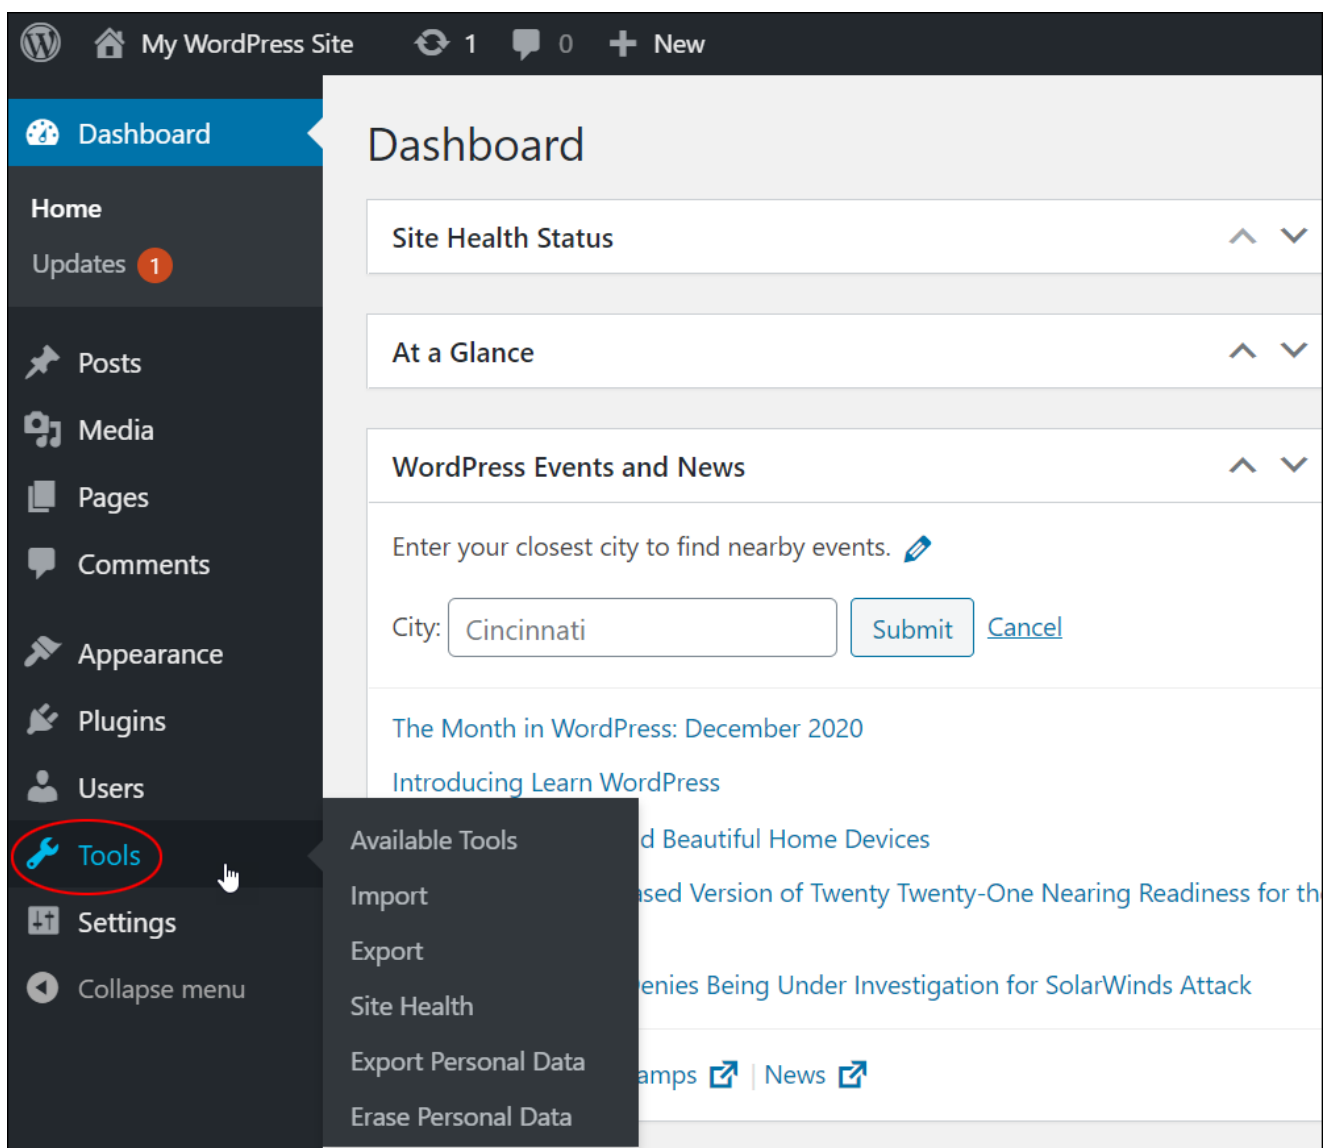 My WordPress Site 1 0 New
Dashboard
Home
Updates 1
Posts
Media
Pages
Comments
Appearance
Plugins
Users
Tools
Settings
Collapse menu
Available Tools
Import
Export
Site Health
Export Personal Data
Erase Personal Data
Dashboard
Site Health Status
At a Glance
WordPress Events and News
Enter your closest city to find nearby events.
City: Cincinnati Submit Cancel
The Month in WordPress: December 2020
Introducing Learn WordPress
Beautiful Home Devices
Version of Twenty Twenty-One Nearing Readiness for
Being Under Investigation for SolarWinds Attack
News